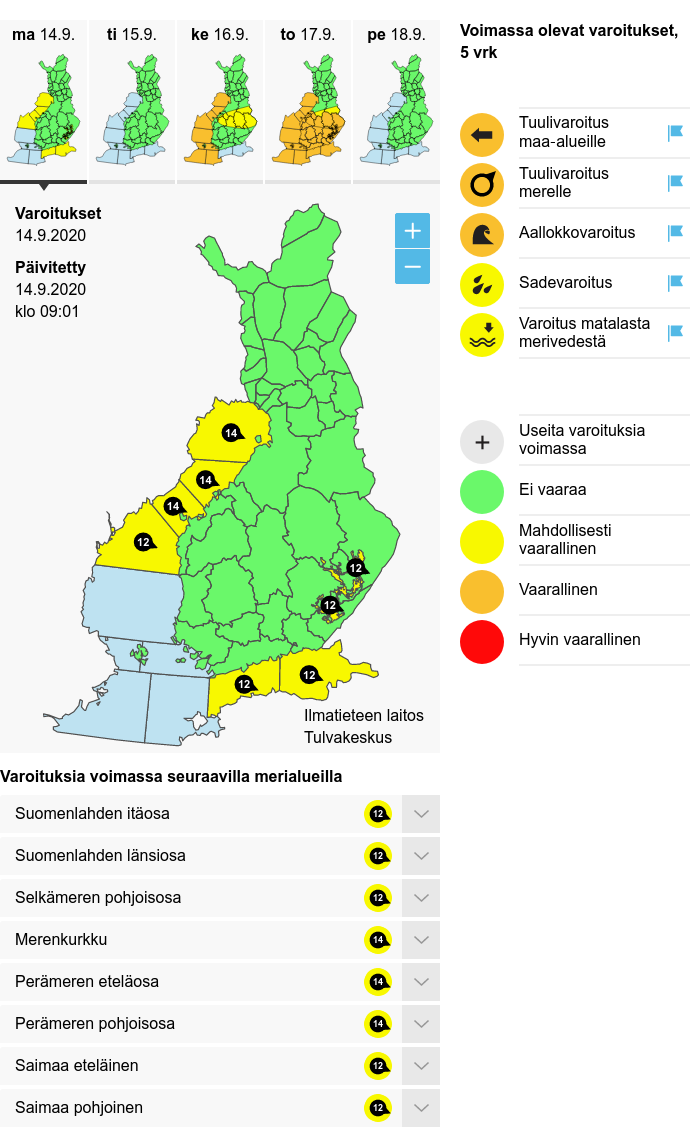 ma 14.9.
ti 15.9.
ke 16.9.
to 17.9.
pe 18.9.
Varoitukset
14.9.2020
Päivitetty
14.9.2020
klo 09:01
+
−
14
14
14
12
12
12
12
12
Ilmatieteen laitos
Tulvakeskus
Varoituksia voimassa seuraavilla merialueilla
Suomenlahden itäosa 12
Suomenlahden länsiosa 12
Selkämeren pohjoisosa 12
Merenkurkku 14
Perämeren eteläosa 14
Perämeren pohjoisosa 14
Saimaa eteläinen 12
Saimaa pohjoinen 12
Voimassa olevat varoitukset,
5 vrk
Tuulivaroitus
maa-alueille
Tuulivaroitus
merelle
Aallokkovaroitus
Sadevaroitus
Varoitus matalasta
merivedestä
+
Useita varoituksia
voimassa
Ei vaaraa
Mahdollisesti
vaarallinen
Vaarallinen
Hyvin vaarallinen